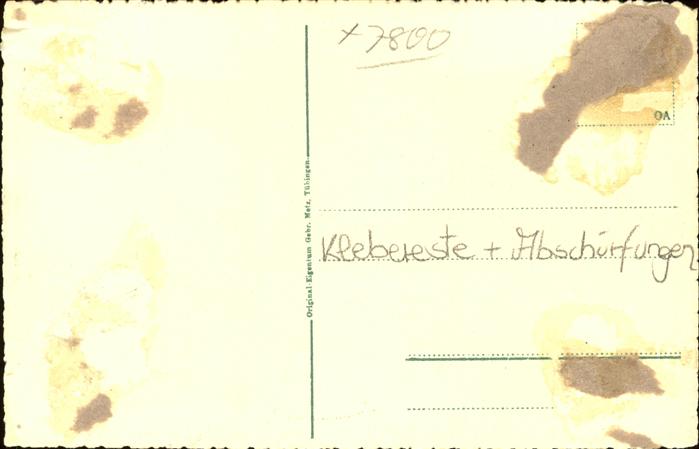 x 7800
OA
Original-Eigentum Gebr. Metz, Tübingen.
Klebereste + Abschürfungen